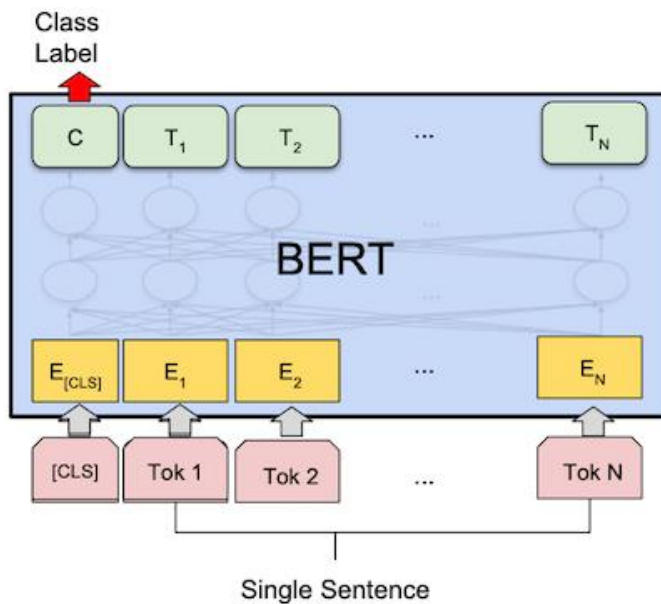 Class
Label
C T1 T2 ... TN
...
BERT
...
E[CLS] E1 E2 ... EN
[CLS] Tok 1 Tok 2 ... Tok N
Single Sentence